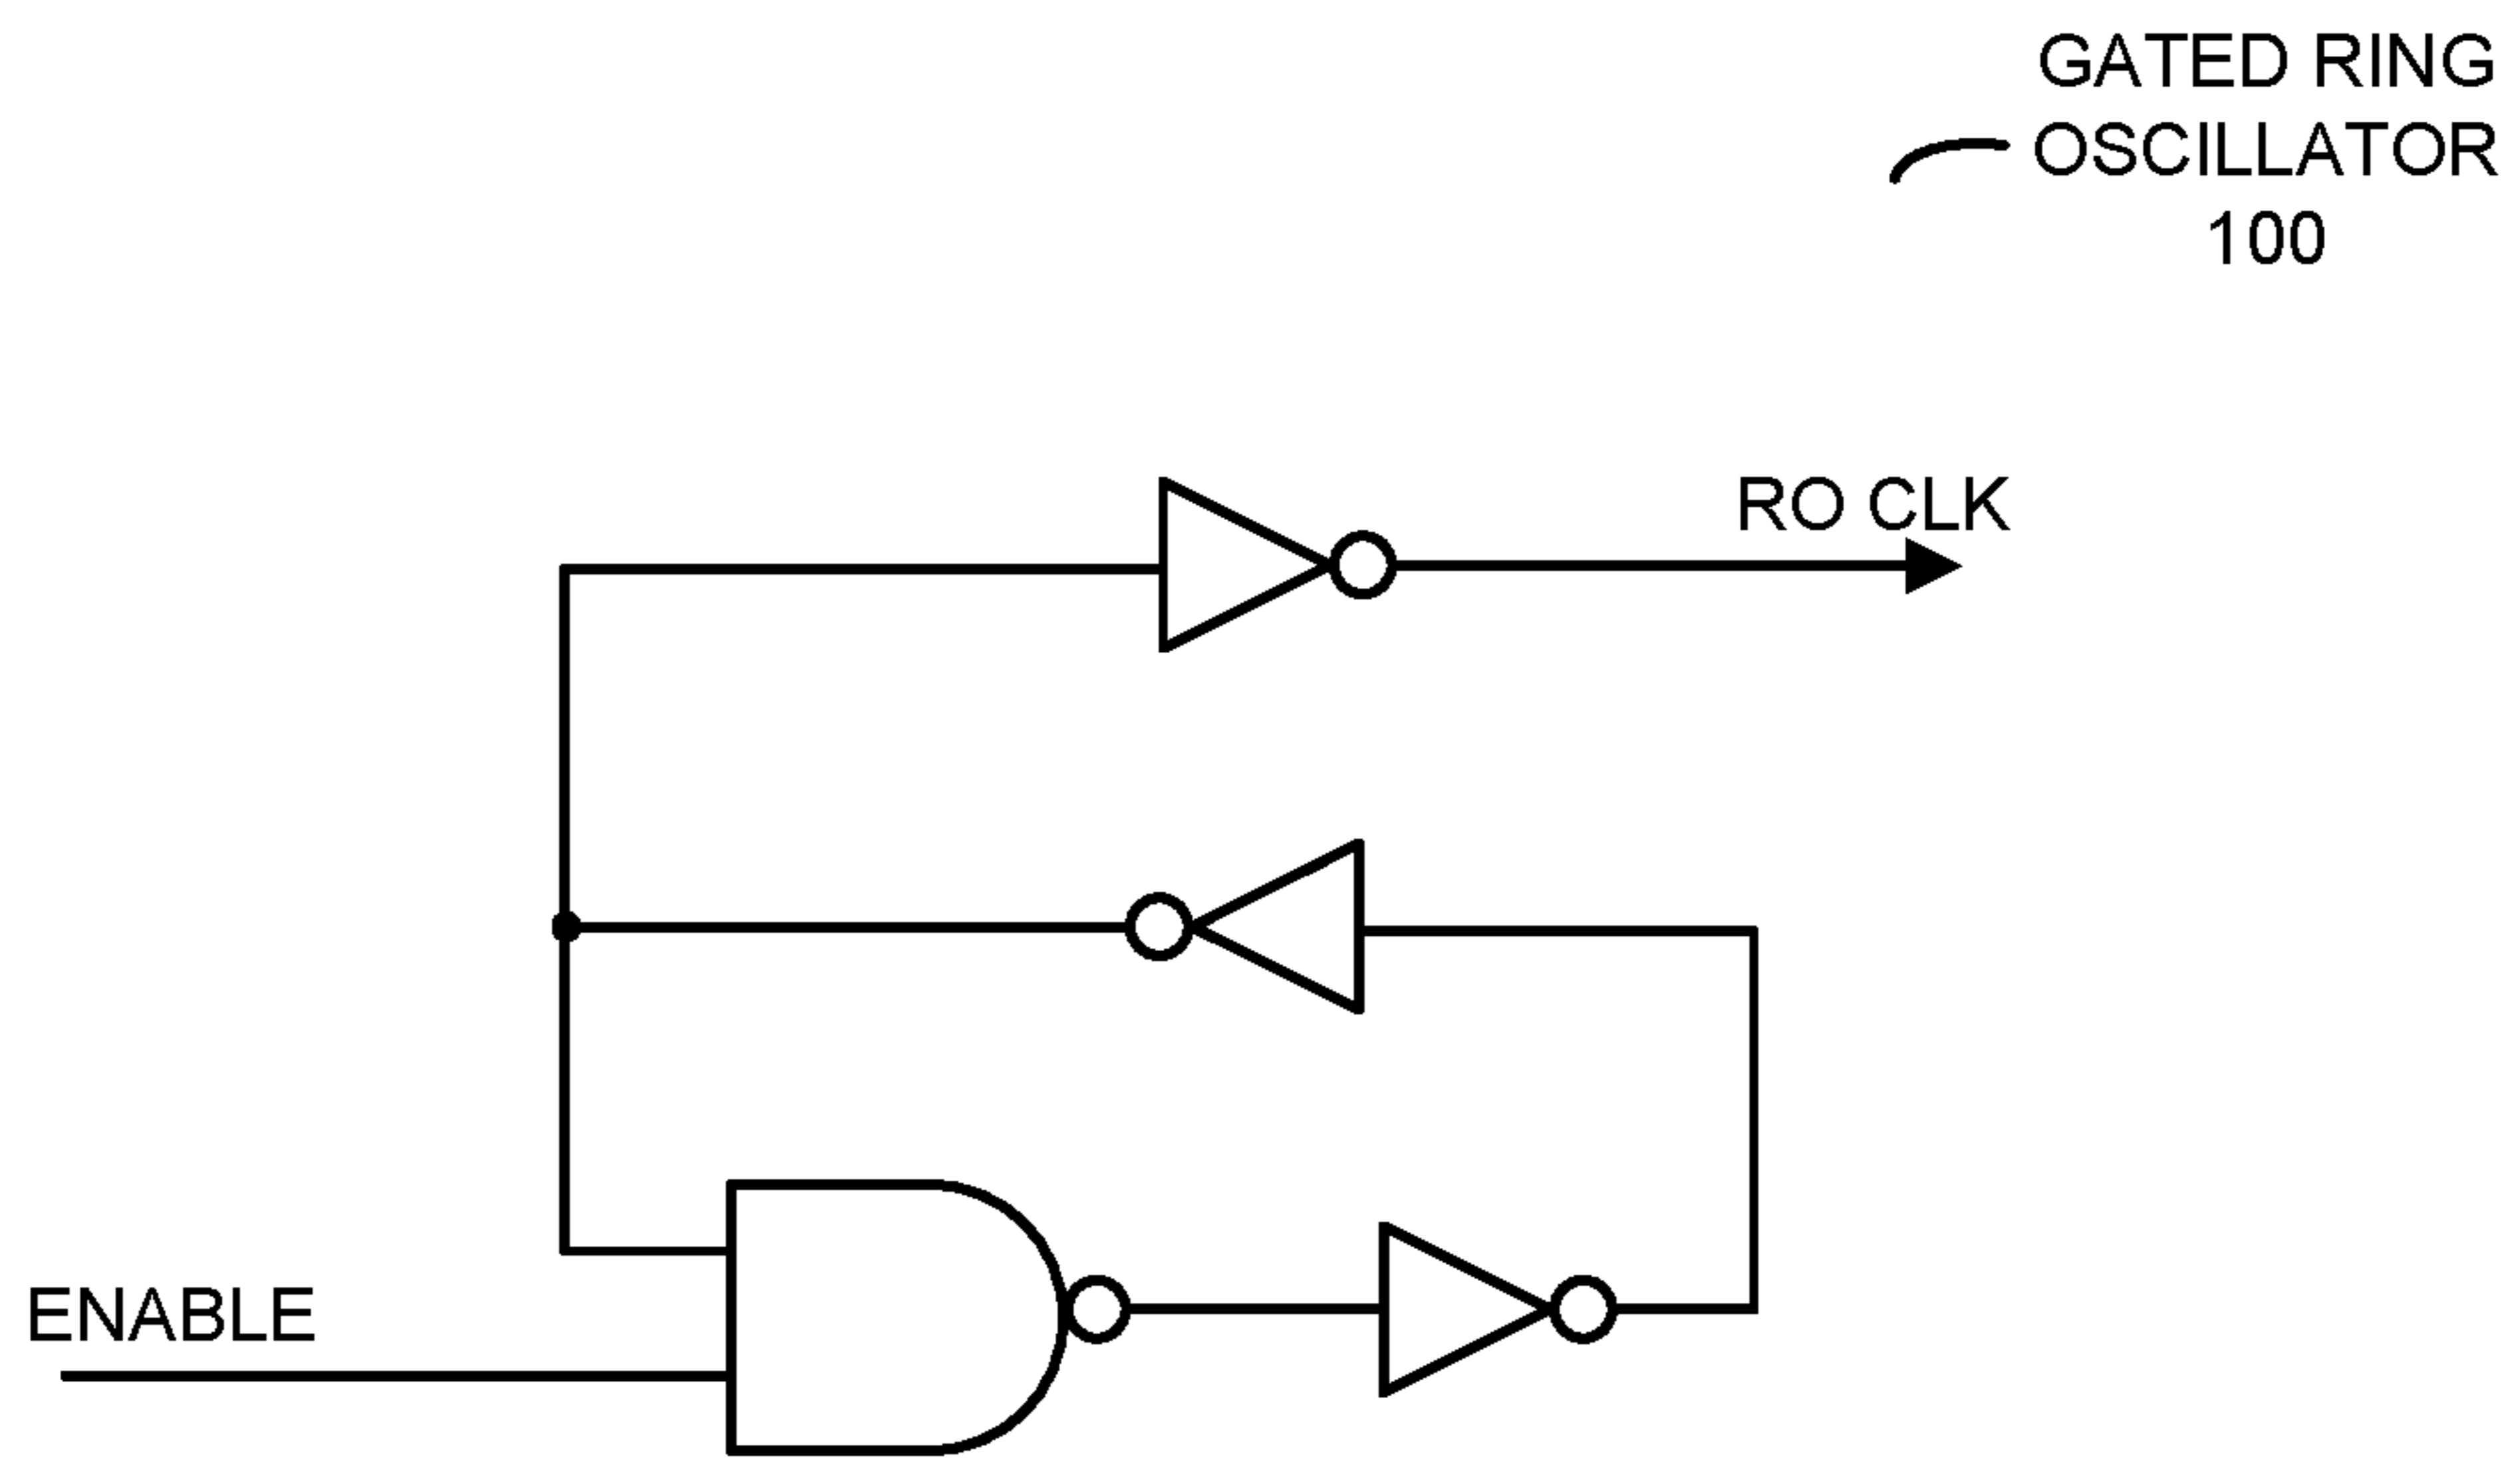 GATED RING
OSCILLATOR
100
RO CLK
ENABLE